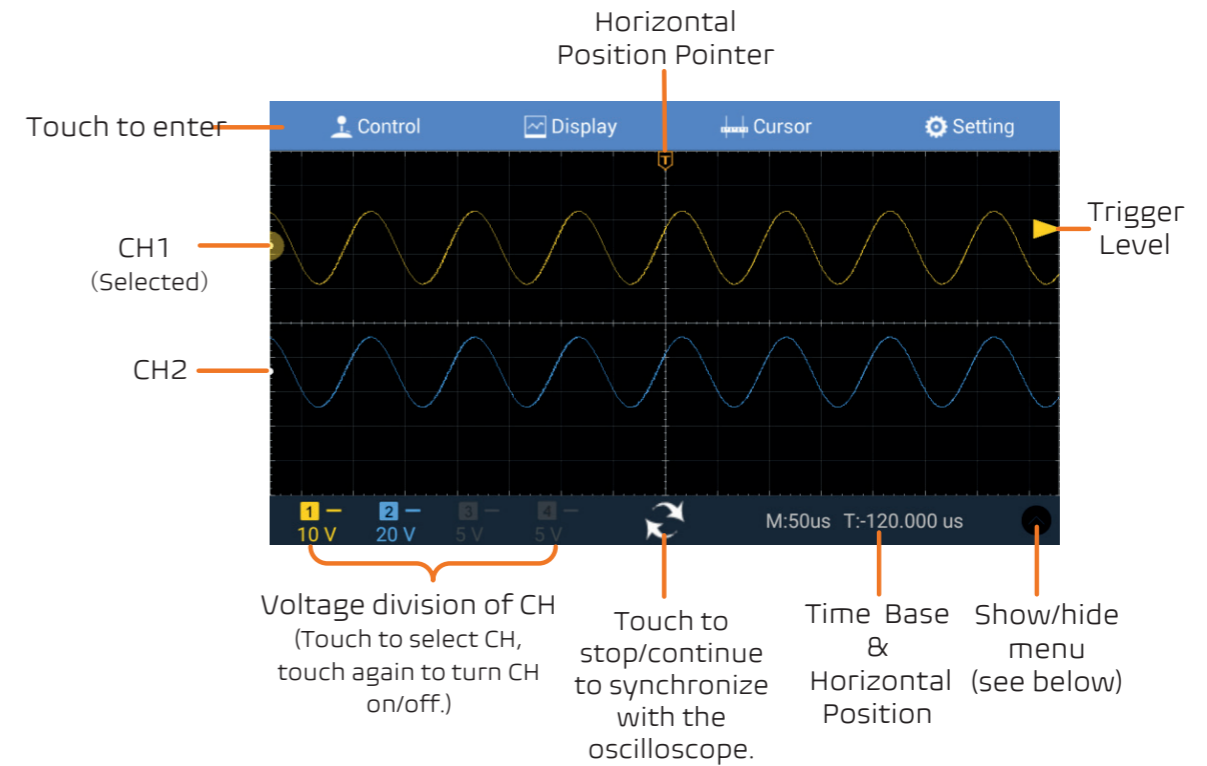 Horizontal
Position Pointer
Touch to enter
Control
Display
Cursor
Setting
T
Trigger
Level
CH1
(Selected)
CH2
1
2
3
4
10 V
20 V
5 V
5 V
M:50us T:-120.000 us
Voltage division of CH
(Touch to select CH,
touch again to turn CH
on/off.)
Touch to
stop/continue
to synchronize
with the
oscilloscope.
Time Base
&
Horizontal
Position
Show/hide
menu
(see below)